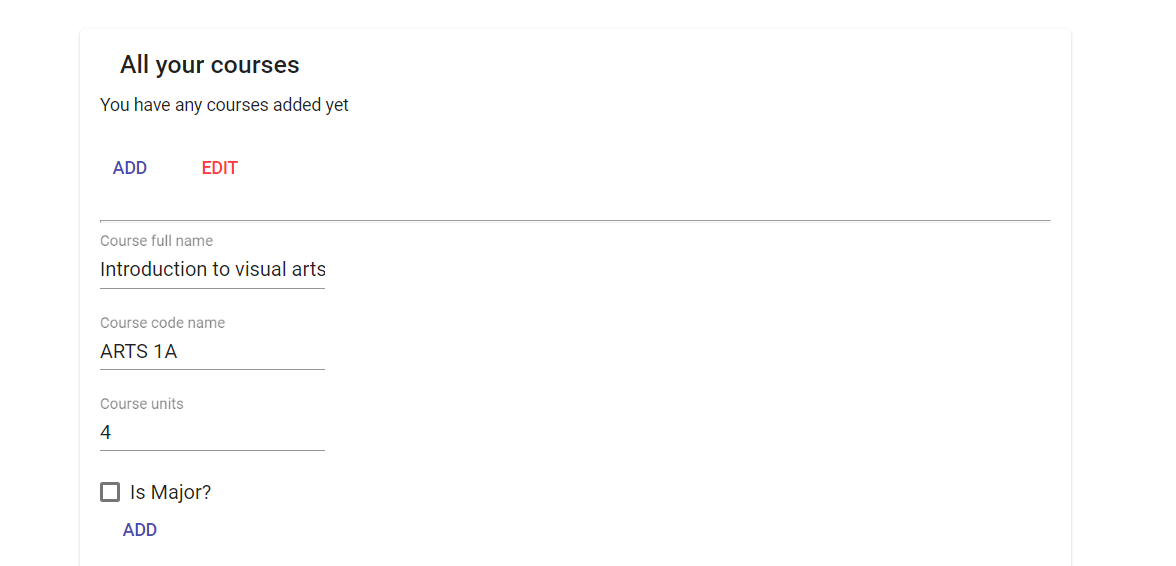 All your courses
You have any courses added yet
ADD EDIT
Course full name
Introduction to visual arts
Course code name
ARTS 1A
Course units
4
Is Major?
ADD